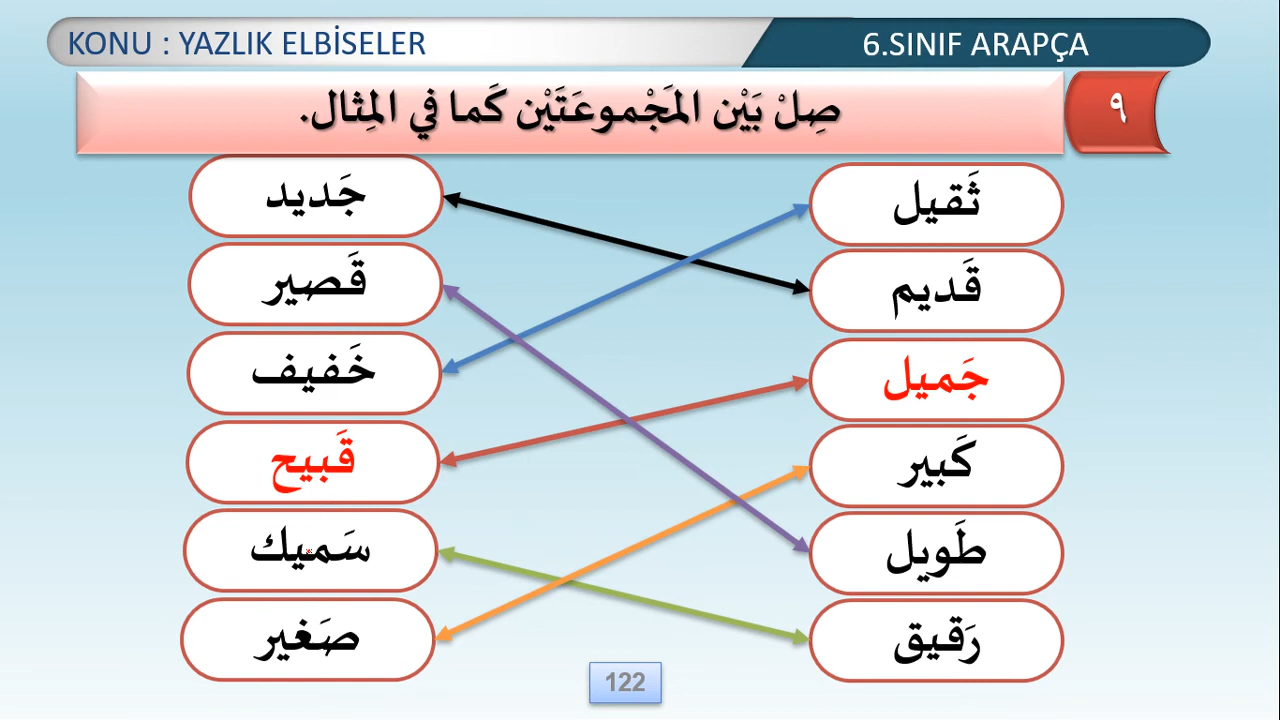 KONU : YAZLIK ELBİSELER
6.SINIF ARAPÇA
٩
صِلْ بَيْن المَجْموعَتَيْن كَما في المِثال.
ثَقيل
جَديد
قَديم
قَصير
جَميل
خَفيف
كَبير
قَبيح
طَويل
سَميك
رَقيق
صَغير
122